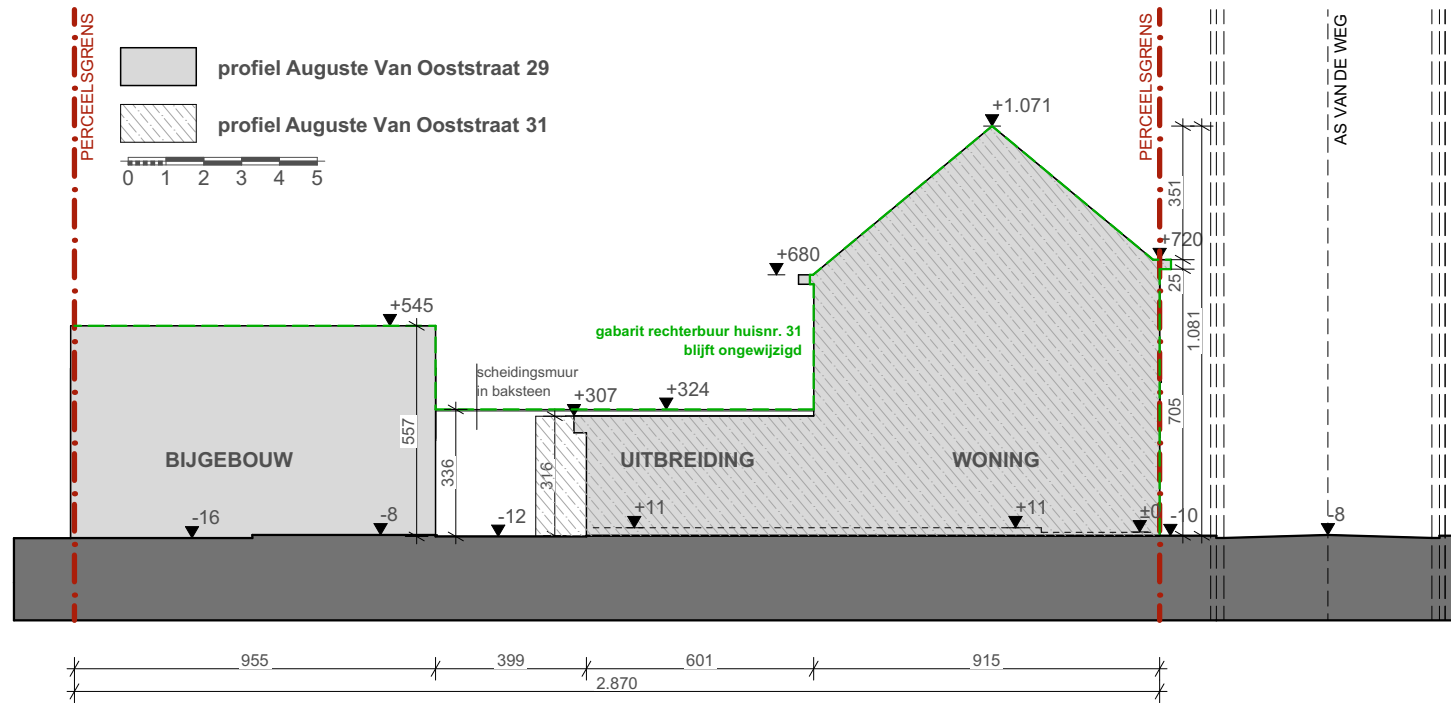 PERCEELSGRENS
profiel Auguste Van Ooststraat 29
profiel Auguste Van Ooststraat 31
0 1 2 3 4 5
PERCEELSGRENS
AS VAN DE WEG
+1.071
351
+720
25
1.081
705
+680
+545
gabarit rechterbuur huisnr. 31
blijft ongewijzigd
scheidingsmuur
in baksteen
+307
+324
557
336
316
BIJGEBOUW
UITBREIDING
WONING
-16
-8
-12
+11
+11
±0
-10
-8
955
399
601
915
2.870